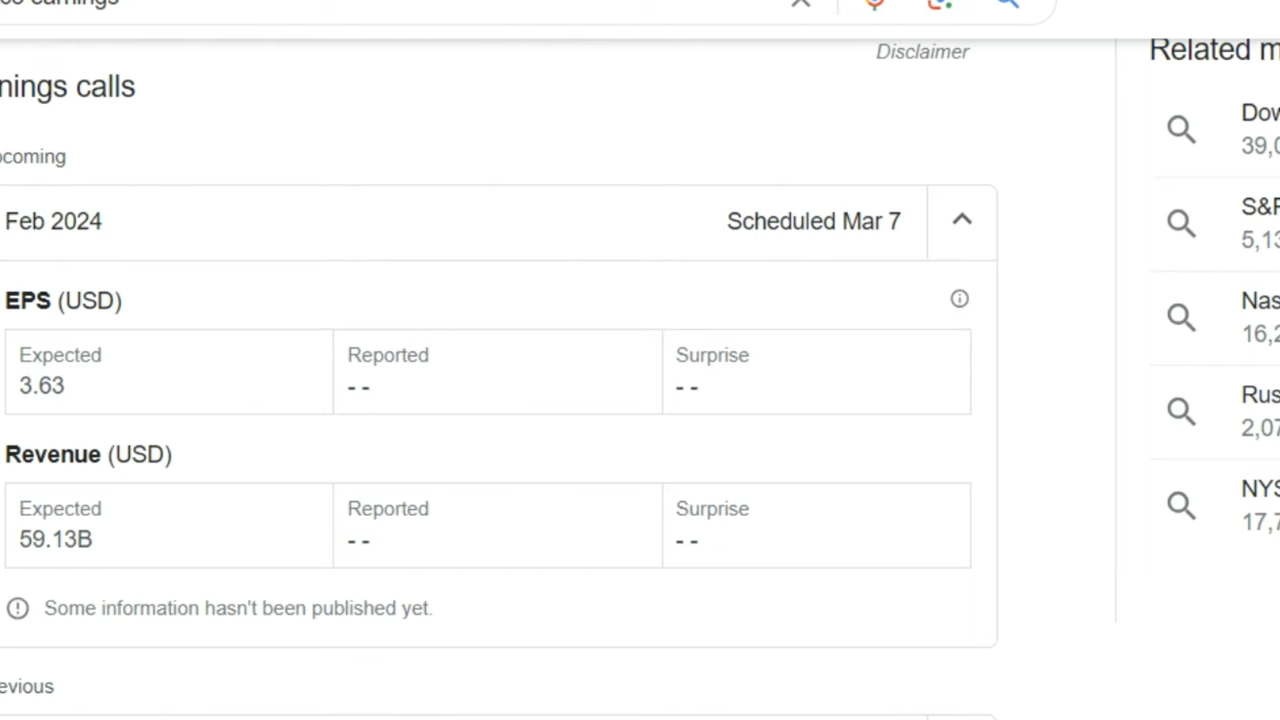 earnings
Disclaimer
nings calls
coming
Feb 2024 Scheduled Mar 7
EPS (USD)
Expected Reported Surprise
3.63 -- --
Revenue (USD)
Expected Reported Surprise
59.13B -- --
Some information hasn't been published yet.
evious
Related m
Dow
39,0
S&P
5,13
Nas
16,2
Rus
2,07
NYS
17,7